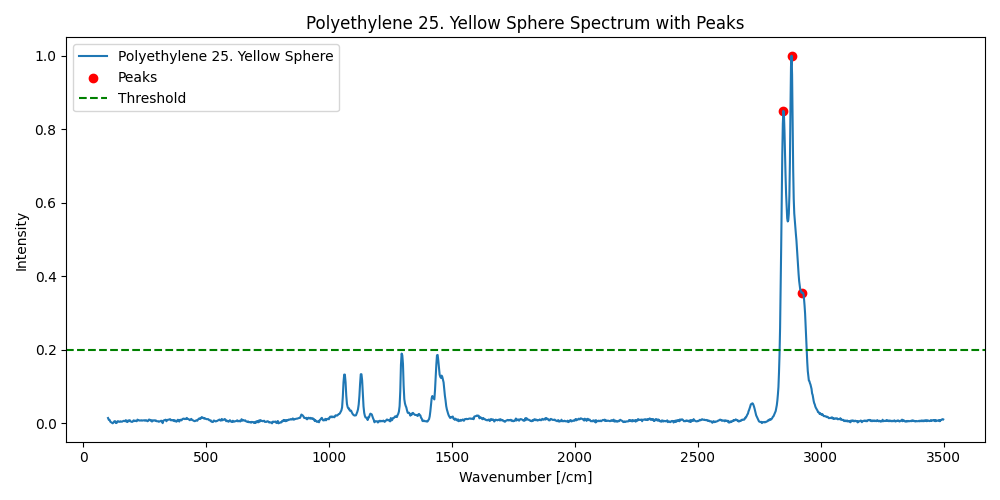 Polyethylene 25. Yellow Sphere Spectrum with Peaks
Polyethylene 25. Yellow Sphere
Peaks
Threshold
Intensity
1.0
0.8
0.6
0.4
0.2
0.0
0 500 1000 1500 2000 2500 3000 3500
Wavenumber [/cm]